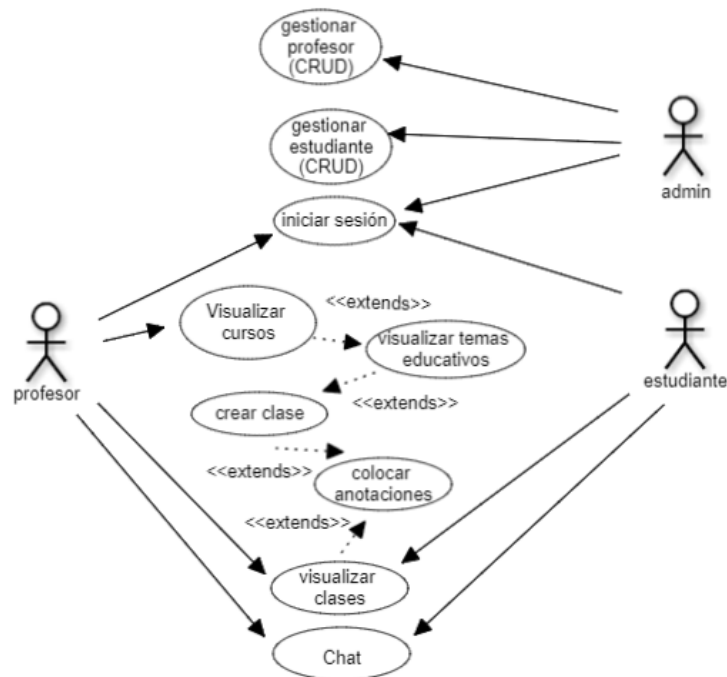 gestionar
profesor
(CRUD)
gestionar
estudiante
(CRUD)
admin
iniciar sesión
Visualizar
cursos
<<extends>>
visualizar temas
educativos
profesor
estudiante
crear clase
<<extends>>
<<extends>>
colocar
anotaciones
<<extends>>
visualizar
clases
Chat